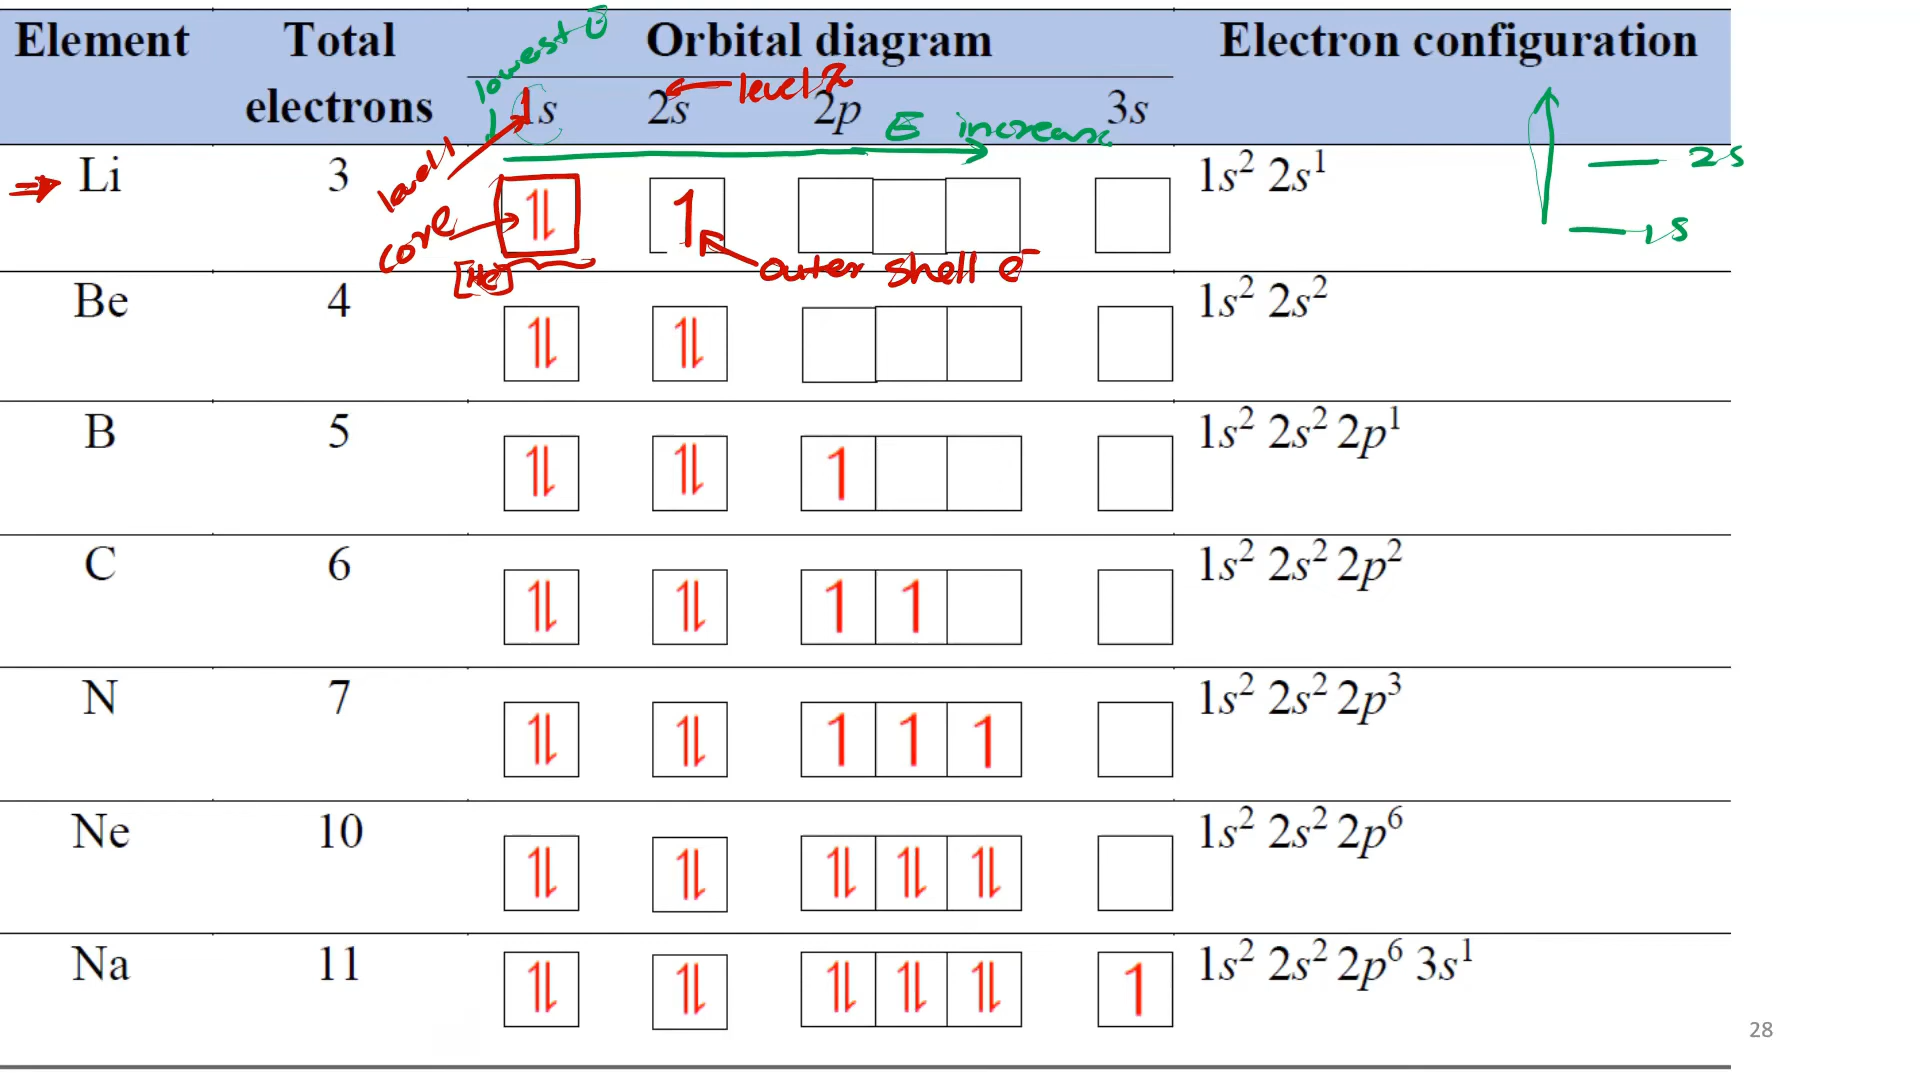 Element Total Orbital diagram Electron configuration
electrons 1s 2s 2p 3s
lowest
level 1
level 2
E increase
Li 3 1s² 2s¹
core
[He]
outer shell e⁻
2s
1s
Be 4 1s² 2s²
B 5 1s² 2s² 2p¹
C 6 1s² 2s² 2p²
N 7 1s² 2s² 2p³
Ne 10 1s² 2s² 2p⁶
Na 11 1s² 2s² 2p⁶ 3s¹
28